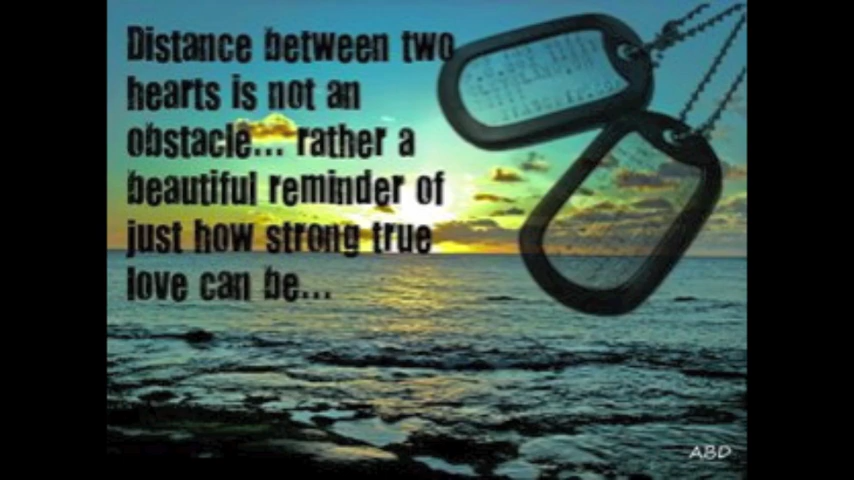 Distance between two
hearts is not an
obstacle... rather a
beautiful reminder of
just how strong true
love can be...
ABD